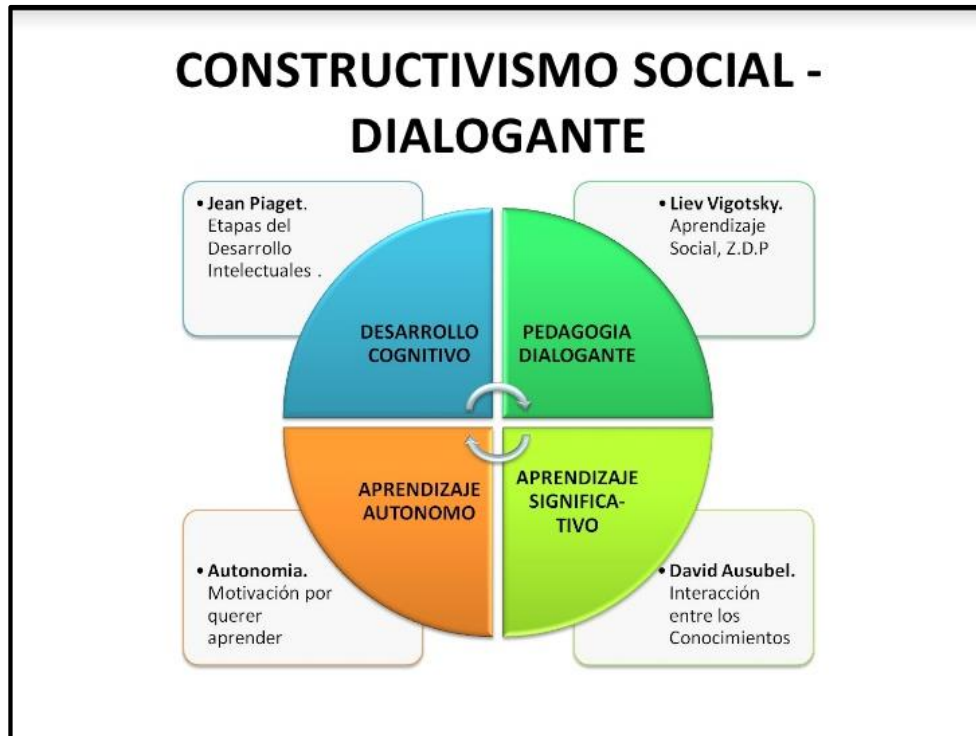 CONSTRUCTIVISMO SOCIAL -
DIALOGANTE
• Jean Piaget.
Etapas del
Desarrollo
Intelectuales .
• Liev Vigotsky.
Aprendizaje
Social, Z.D.P
DESARROLLO
COGNITIVO
PEDAGOGIA
DIALOGANTE
APRENDIZAJE
AUTONOMO
APRENDIZAJE
SIGNIFICA-
TIVO
• Autonomia.
Motivación por
querer
aprender
• David Ausubel.
Interacción
entre los
Conocimientos